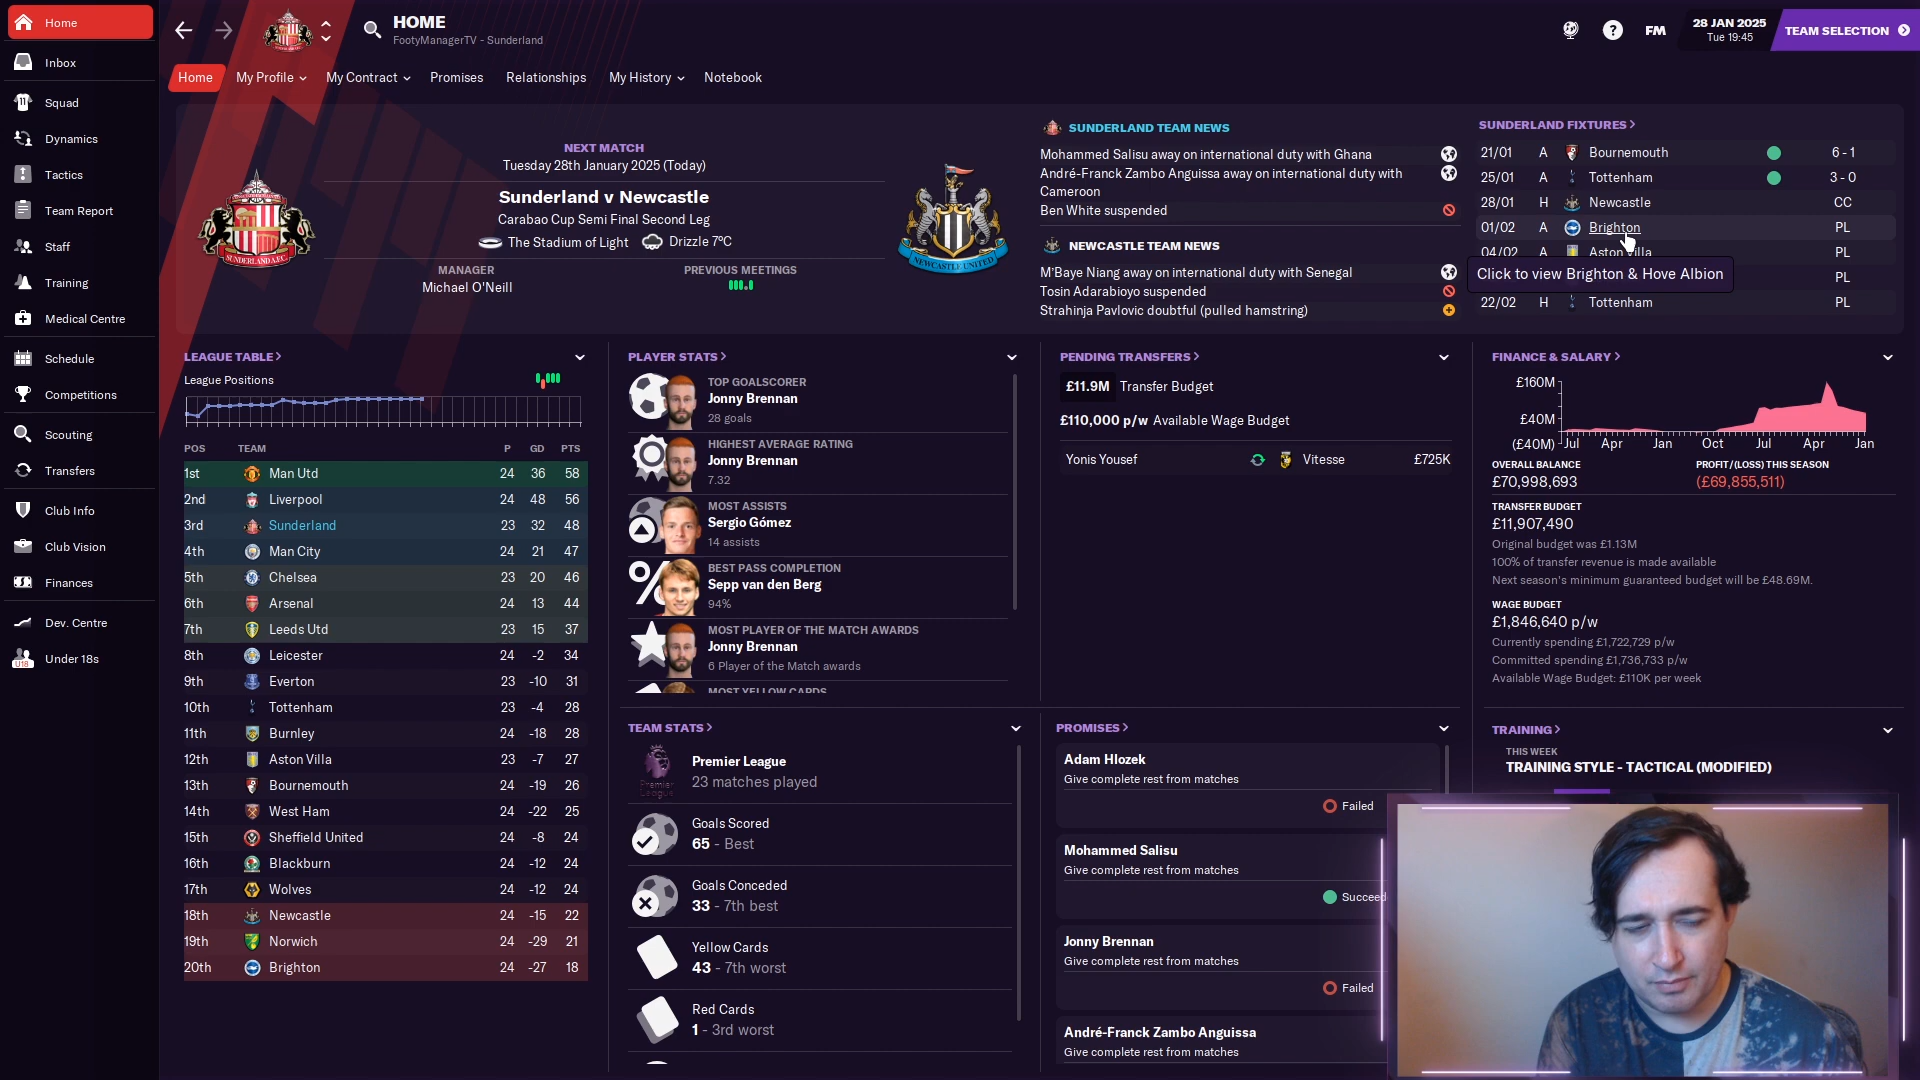 Home
Inbox
Squad
Dynamics
Tactics
Team Report
Staff
Training
Medical Centre
Schedule
Competitions
Scouting
Transfers
Club Info
Club Vision
Finances
Dev. Centre
Under 18s
HOME
FootyManagerTV - Sunderland
FM
28 JAN 2025
Tue 19:45
TEAM SELECTION
Home
My Profile
My Contract
Promises
Relationships
My History
Notebook
NEXT MATCH
Tuesday 28th January 2025 (Today)
Sunderland v Newcastle
Carabao Cup Semi Final Second Leg
The Stadium of Light
Drizzle 7ºC
MANAGER
Michael O'Neill
PREVIOUS MEETINGS
SUNDERLAND TEAM NEWS
Mohammed Salisu away on international duty with Ghana
André-Franck Zambo Anguissa away on international duty with
Cameroon
Ben White suspended
NEWCASTLE TEAM NEWS
M'Baye Niang away on international duty with Senegal
Tosin Adarabioyo suspended
Strahinja Pavlovic doubtful (pulled hamstring)
SUNDERLAND FIXTURES
21/01 A Bournemouth 6 - 1
25/01 A Tottenham 3 - 0
28/01 H Newcastle CC
01/02 A Brighton PL
04/02 A Aston Villa PL
Click to view Brighton & Hove Albion
PL
22/02 H Tottenham PL
LEAGUE TABLE
League Positions
POS TEAM P GD PTS
1st Man Utd 24 36 58
2nd Liverpool 24 48 56
3rd Sunderland 23 32 48
4th Man City 24 21 47
5th Chelsea 23 20 46
6th Arsenal 24 13 44
7th Leeds Utd 23 15 37
8th Leicester 24 -2 34
9th Everton 23 -10 31
10th Tottenham 23 -4 28
11th Burnley 24 -18 28
12th Aston Villa 23 -7 27
13th Bournemouth 24 -19 26
14th West Ham 24 -22 25
15th Sheffield United 24 -8 24
16th Blackburn 24 -12 24
17th Wolves 24 -12 24
18th Newcastle 24 -15 22
19th Norwich 24 -29 21
20th Brighton 24 -27 18
PLAYER STATS
TOP GOALSCORER
Jonny Brennan
28 goals
HIGHEST AVERAGE RATING
Jonny Brennan
7.32
MOST ASSISTS
Sergio Gómez
14 assists
BEST PASS COMPLETION
Sepp van den Berg
94%
MOST PLAYER OF THE MATCH AWARDS
Jonny Brennan
6 Player of the Match awards
MOST YELLOW CARDS
TEAM STATS
Premier League
23 matches played
Goals Scored
65 - Best
Goals Conceded
33 - 7th best
Yellow Cards
43 - 7th worst
Red Cards
1 - 3rd worst
PENDING TRANSFERS
£11.9M Transfer Budget
£110,000 p/w Available Wage Budget
Yonis Yousef Vitesse £725K
PROMISES
Adam Hlozek
Give complete rest from matches
Failed
Mohammed Salisu
Give complete rest from matches
Succeed
Jonny Brennan
Give complete rest from matches
Failed
André-Franck Zambo Anguissa
Give complete rest from matches
FINANCE & SALARY
£160M
£40M
(£40M)
Jul Apr Jan Oct Jul Apr Jan
OVERALL BALANCE
£70,998,693
PROFIT/(LOSS) THIS SEASON
(£69,855,511)
TRANSFER BUDGET
£11,907,490
Original budget was £1.13M
100% of transfer revenue is made available
Next season's minimum guaranteed budget will be £48.69M.
WAGE BUDGET
£1,846,640 p/w
Currently spending £1,722,729 p/w
Committed spending £1,736,733 p/w
Available Wage Budget: £110K per week
TRAINING
THIS WEEK
TRAINING STYLE - TACTICAL (MODIFIED)